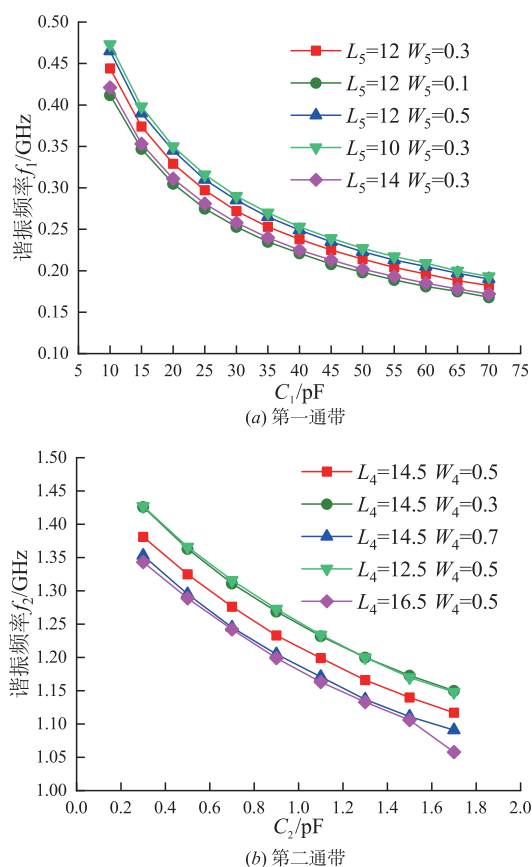 0.50
0.45
0.40
0.35
0.30
0.25
0.20
0.15
0.10
谐振频率f₁/GHz
L₅=12 W₅=0.3
L₅=12 W₅=0.1
L₅=12 W₅=0.5
L₅=10 W₅=0.3
L₅=14 W₅=0.3
5 10 15 20 25 30 35 40 45 50 55 60 65 70 75
C₁/pF
(a) 第一通带
1.50
1.45
1.40
1.35
1.30
1.25
1.20
1.15
1.10
1.05
1.00
谐振频率f₂/GHz
L₄=14.5 W₄=0.5
L₄=14.5 W₄=0.3
L₄=14.5 W₄=0.7
L₄=12.5 W₄=0.5
L₄=16.5 W₄=0.5
0.0 0.2 0.4 0.6 0.8 1.0 1.2 1.4 1.6 1.8 2.0
C₂/pF
(b) 第二通带